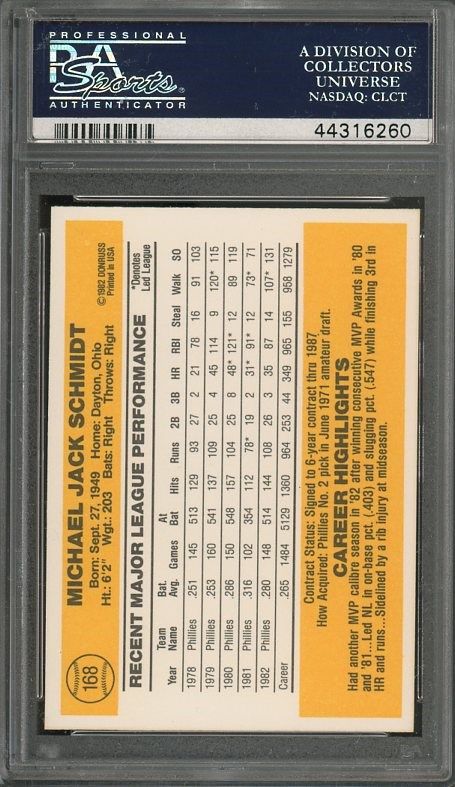 PROFESSIONAL
PSA
Sports
AUTHENTICATOR
A DIVISION OF
COLLECTORS
UNIVERSE
NASDAQ: CLCT
44316260
168
MICHAEL JACK SCHMIDT
Born: Sept. 27, 1949 Home: Dayton, Ohio
Ht.: 6'2" Wgt.: 203 Bats: Right Throws: Right
©1982 DONRUSS
Printed in USA
RECENT MAJOR LEAGUE PERFORMANCE
*Denotes
Led League
Year Team Name Bat. Avg. Games At Bat Hits Runs 2B 3B HR RBI Steal Walk SO
1978 Phillies .251 145 513 129 93 27 2 21 78 16 91 103
1979 Phillies .253 160 541 137 109 25 4 45 114 9 120* 115
1980 Phillies .286 150 548 157 104 25 8 48* 121* 12 89 119
1981 Phillies .316 102 354 112 78* 19 2 31* 91* 12 73* 71
1982 Phillies .280 148 514 144 108 26 3 35 87 14 107* 131
Career .265 1484 5129 1360 964 253 44 349 965 155 958 1279
Contract Status: Signed to 6-year contract thru 1987
How Acquired: Phillies No. 2 pick in June 1971 amateur draft.
CAREER HIGHLIGHTS
Had another MVP calibre season in '82 after winning consecutive MVP Awards in '80
and '81...Led NL in on-base pct. (.403) and slugging pct. (.547) while finishing 3rd in
HR and runs...Sidelined by a rib injury at midseason.